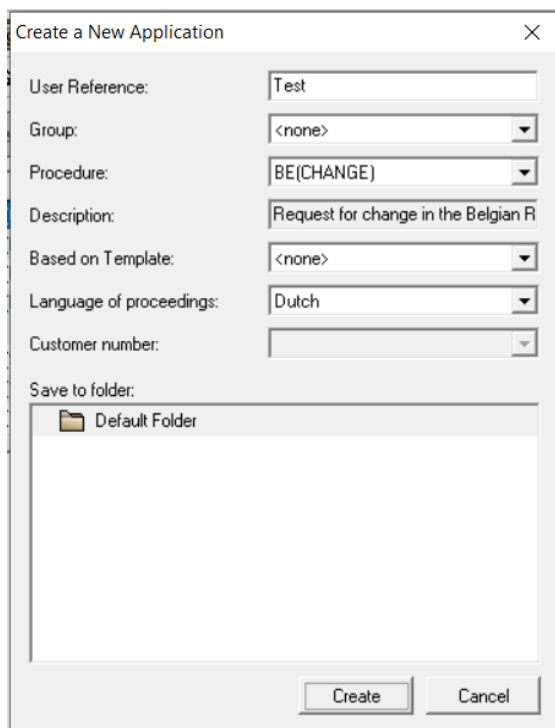 Create a New Application
User Reference: Test
Group: <none>
Procedure: BE(CHANGE)
Description: Request for change in the Belgian R
Based on Template: <none>
Language of proceedings: Dutch
Customer number:
Save to folder:
Default Folder
Create Cancel